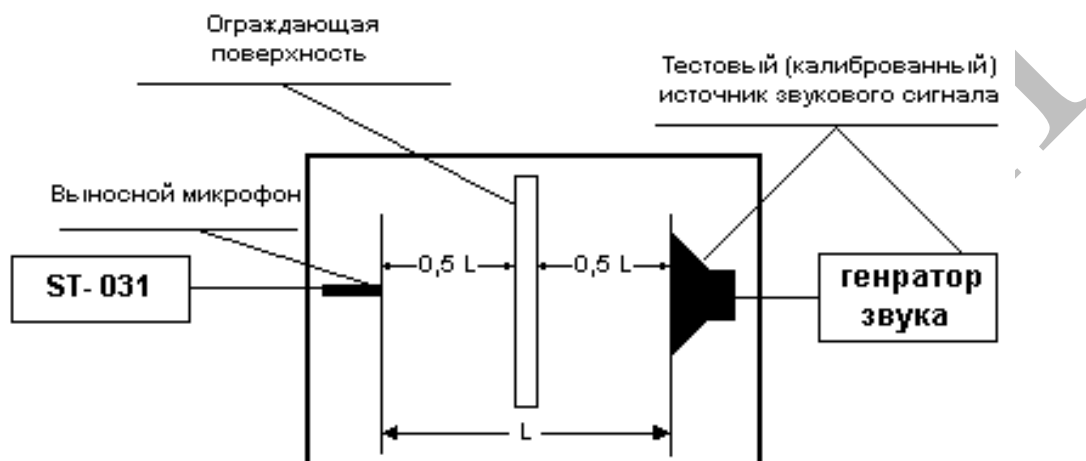 Ограждающая
поверхность
Тестовый (калиброванный)
источник звукового сигнала
Выносной микрофон
ST- 031
0,5 L
0,5 L
генратор
звука
L